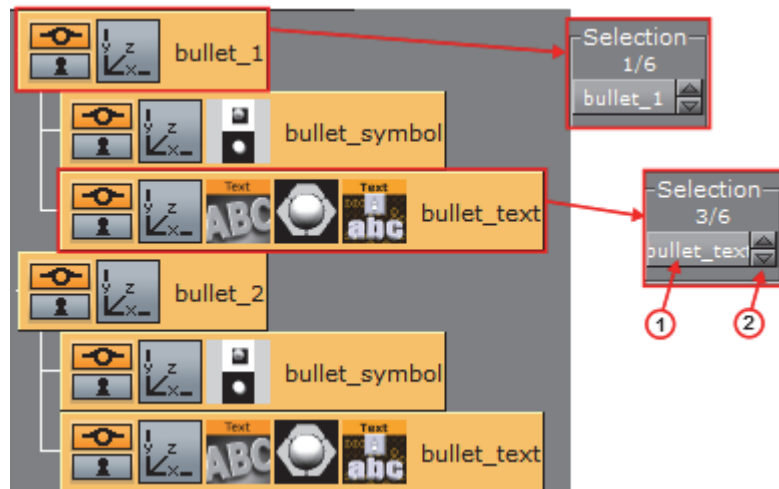 bullet_1
Selection
1/6
bullet_1
bullet_symbol
Text
ABC
Text
abc
bullet_text
Selection
3/6
bullet_text
1
2
bullet_2
bullet_symbol
Text
ABC
Text
abc
bullet_text
y z x
y z x
y z x
y z x
y z x
y z x